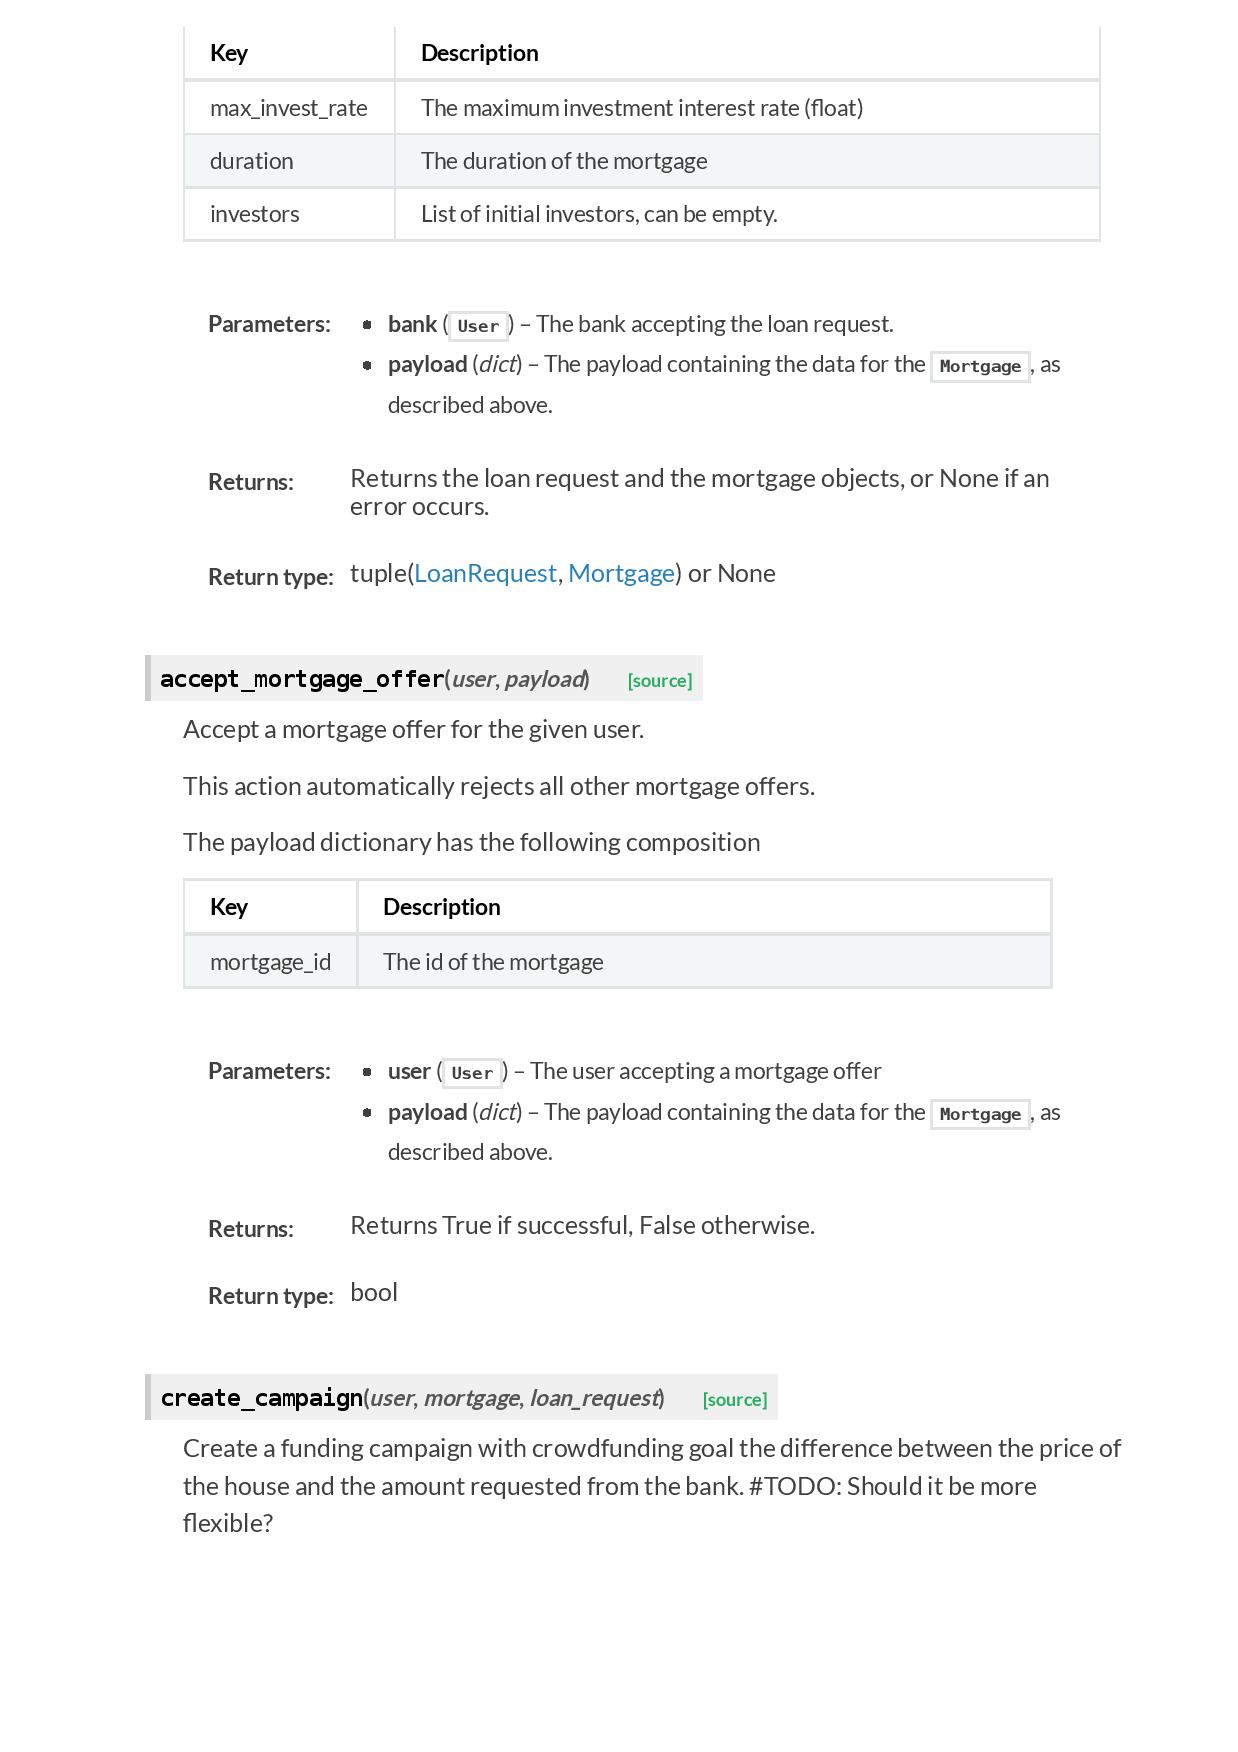 Key Description
max_invest_rate The maximum investment interest rate (float)
duration The duration of the mortgage
investors List of initial investors, can be empty.
Parameters: • bank (User) – The bank accepting the loan request.
• payload (dict) – The payload containing the data for the Mortgage, as
described above.
Returns: Returns the loan request and the mortgage objects, or None if an
error occurs.
Return type: tuple(LoanRequest, Mortgage) or None
accept_mortgage_offer(user, payload) [source]
Accept a mortgage offer for the given user.
This action automatically rejects all other mortgage offers.
The payload dictionary has the following composition
Key Description
mortgage_id The id of the mortgage
Parameters: • user (User) – The user accepting a mortgage offer
• payload (dict) – The payload containing the data for the Mortgage, as
described above.
Returns: Returns True if successful, False otherwise.
Return type: bool
create_campaign(user, mortgage, loan_request) [source]
Create a funding campaign with crowdfunding goal the difference between the price of
the house and the amount requested from the bank. #TODO: Should it be more
flexible?